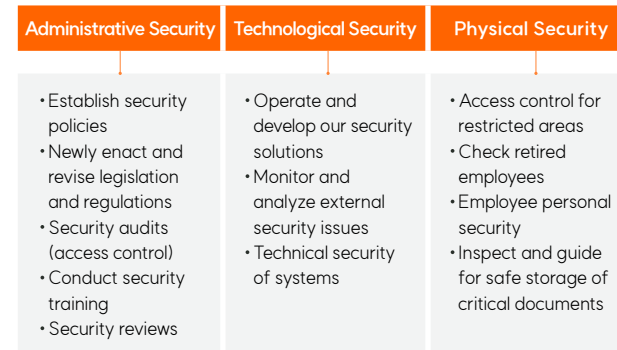 Administrative Security
Technological Security
Physical Security
• Establish security
policies
• Newly enact and
revise legislation
and regulations
• Security audits
(access control)
• Conduct security
training
• Security reviews
• Operate and
develop our security
solutions
• Monitor and
analyze external
security issues
• Technical security
of systems
• Access control for
restricted areas
• Check retired
employees
• Employee personal
security
• Inspect and guide
for safe storage of
critical documents